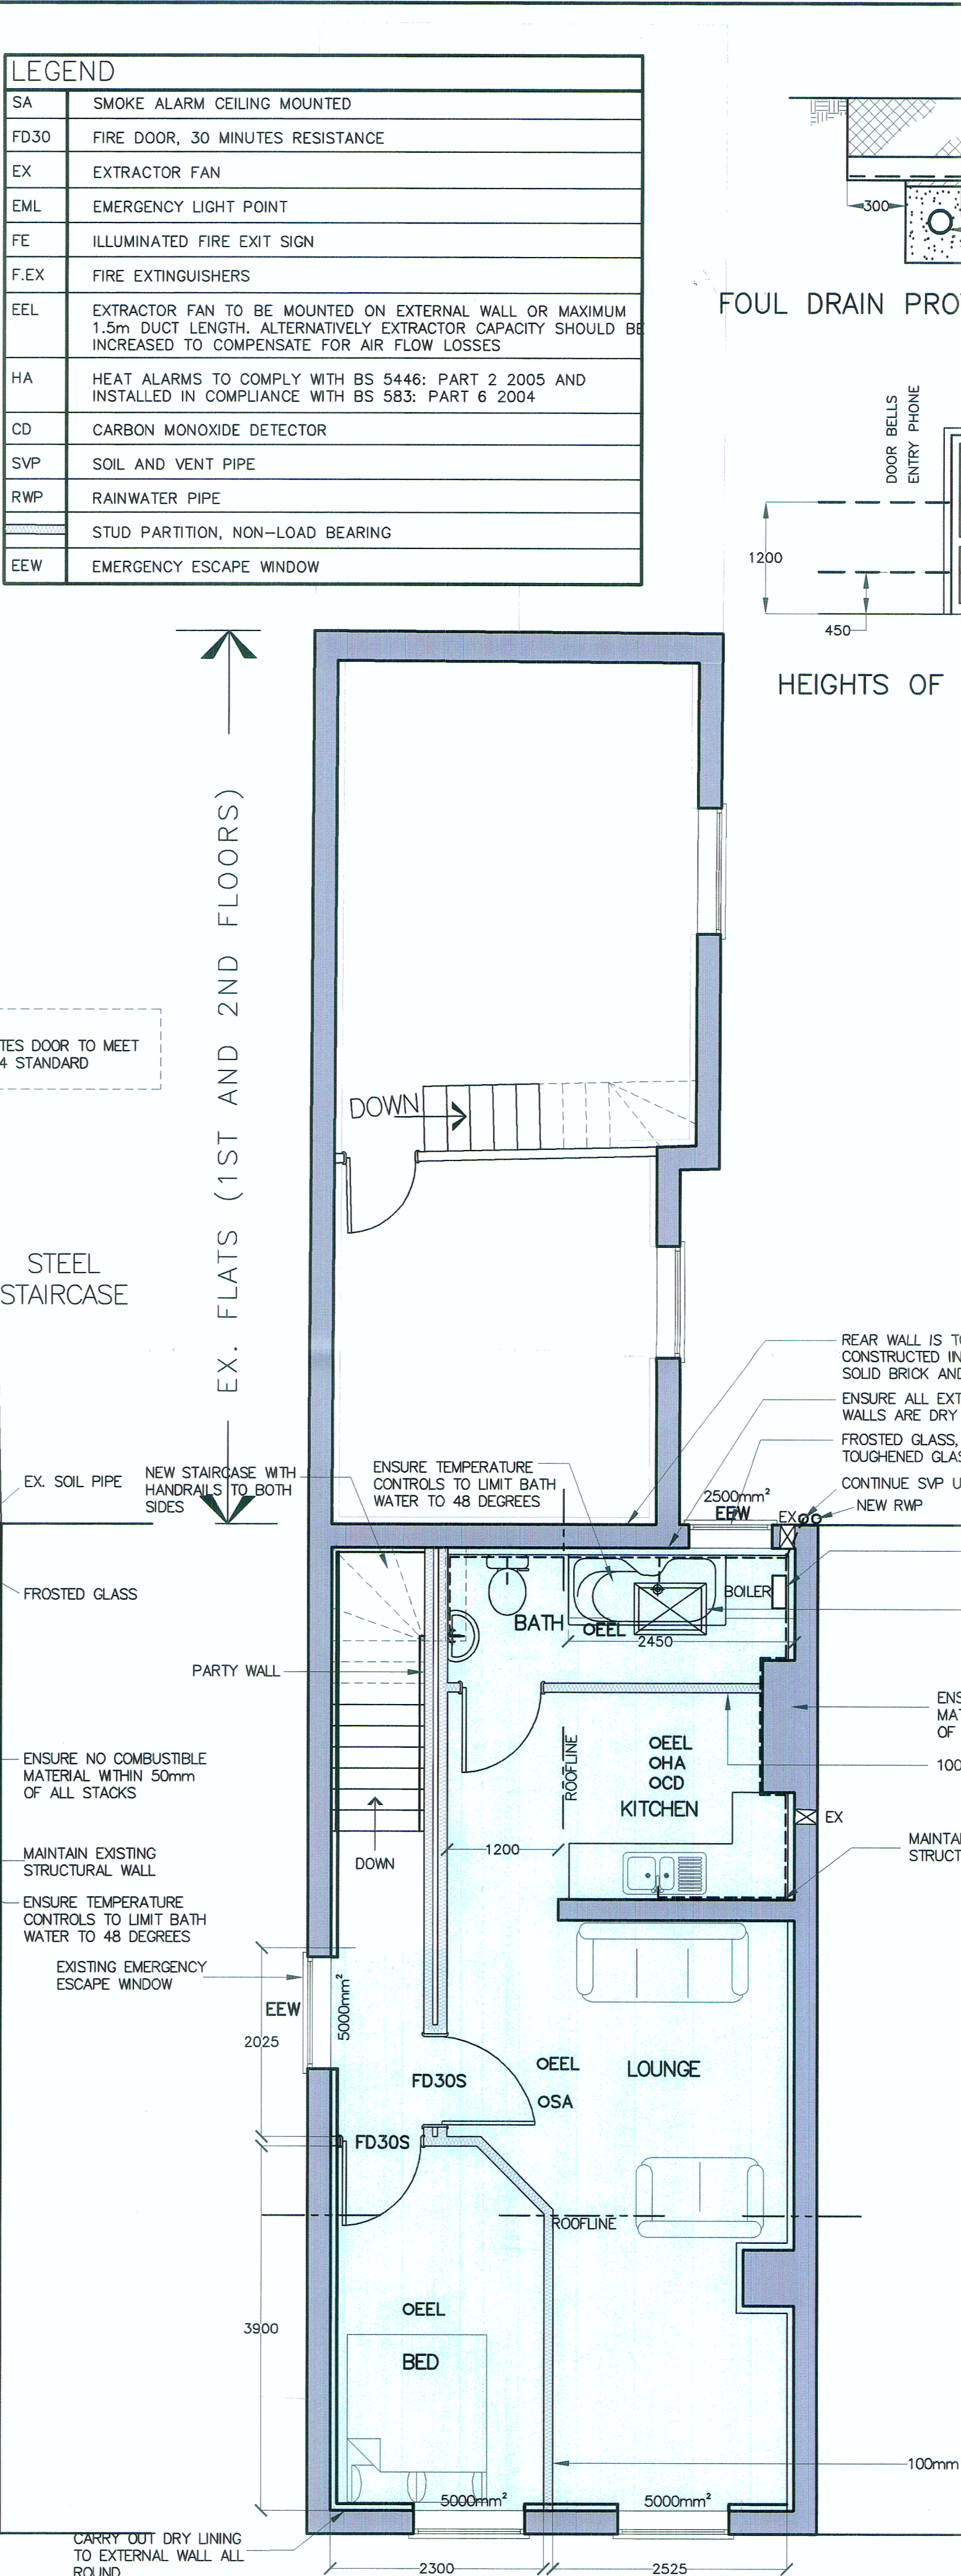 LEGEND
SA SMOKE ALARM CEILING MOUNTED
FD30 FIRE DOOR, 30 MINUTES RESISTANCE
EX EXTRACTOR FAN
EML EMERGENCY LIGHT POINT
FE ILLUMINATED FIRE EXIT SIGN
F.EX FIRE EXTINGUISHERS
EEL EXTRACTOR FAN TO BE MOUNTED ON EXTERNAL WALL OR MAXIMUM
1.5m DUCT LENGTH. ALTERNATIVELY EXTRACTOR CAPACITY SHOULD BE
INCREASED TO COMPENSATE FOR AIR FLOW LOSSES
HA HEAT ALARMS TO COMPLY WITH BS 5446: PART 2 2005 AND
INSTALLED IN COMPLIANCE WITH BS 583: PART 6 2004
CD CARBON MONOXIDE DETECTOR
SVP SOIL AND VENT PIPE
RWP RAINWATER PIPE
STUD PARTITION, NON-LOAD BEARING
EEW EMERGENCY ESCAPE WINDOW
300
FOUL DRAIN PRO
DOOR BELLS
ENTRY PHONE
1200
450
HEIGHTS OF
EX. FLATS (1ST AND 2ND FLOORS)
TES DOOR TO MEET
4 STANDARD
DOWN
STEEL
STAIRCASE
REAR WALL IS TO
CONSTRUCTED IN
SOLID BRICK AND
ENSURE ALL EXT
WALLS ARE DRY
FROSTED GLASS,
TOUGHENED GLAS
CONTINUE SVP U
NEW RWP
EX. SOIL PIPE
NEW STAIRCASE WITH
HANDRAILS TO BOTH
SIDES
ENSURE TEMPERATURE
CONTROLS TO LIMIT BATH
WATER TO 48 DEGREES
2500mm²
EEW
EX
FROSTED GLASS
BOILER
BATH
OEEL
2450
PARTY WALL
ENS
MAT
OF
100
ENSURE NO COMBUSTIBLE
MATERIAL WITHIN 50mm
OF ALL STACKS
ROOFLINE
OEEL
OHA
OCD
KITCHEN
EX
1200
DOWN
MAINTAI
STRUCT
MAINTAIN EXISTING
STRUCTURAL WALL
ENSURE TEMPERATURE
CONTROLS TO LIMIT BATH
WATER TO 48 DEGREES
EXISTING EMERGENCY
ESCAPE WINDOW
EEW
5000mm²
2025
OEEL
LOUNGE
FD30S
OSA
FD30S
ROOFLINE
OEEL
3900
BED
100mm
5000mm²
5000mm²
CARRY OUT DRY LINING
TO EXTERNAL WALL ALL
ROUND
2300
2525